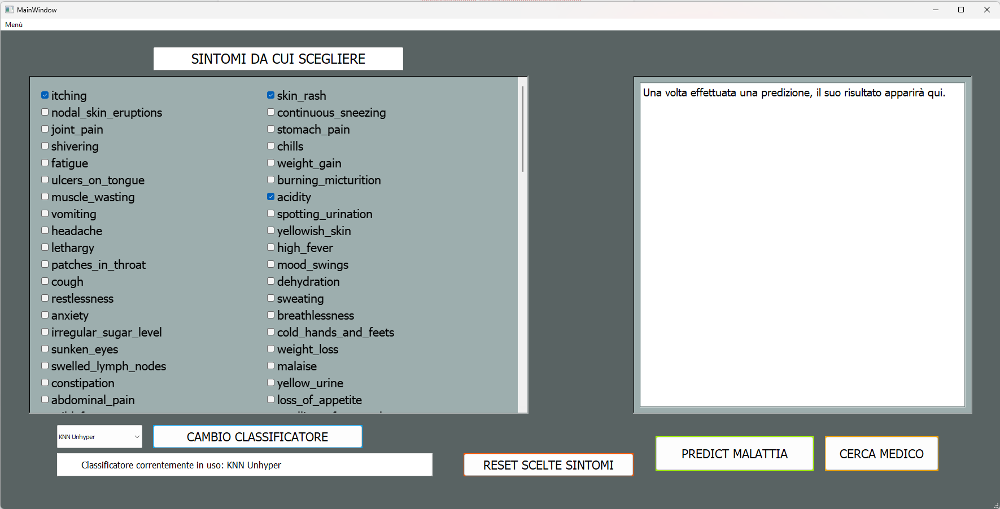 MainWindow
Menù
SINTOMI DA CUI SCEGLIERE
itching
skin_rash
nodal_skin_eruptions
continuous_sneezing
joint_pain
stomach_pain
shivering
chills
fatigue
weight_gain
ulcers_on_tongue
burning_micturition
muscle_wasting
acidity
vomiting
spotting_urination
headache
yellowish_skin
lethargy
high_fever
patches_in_throat
mood_swings
cough
dehydration
restlessness
sweating
anxiety
breathlessness
irregular_sugar_level
cold_hands_and_feets
sunken_eyes
weight_loss
swelled_lymph_nodes
malaise
constipation
yellow_urine
abdominal_pain
loss_of_appetite
Una volta effettuata una predizione, il suo risultato apparirà qui.
KNN Unhyper
CAMBIO CLASSIFICATORE
Classificatore correntemente in uso: KNN Unhyper
RESET SCELTE SINTOMI
PREDICT MALATTIA
CERCA MEDICO